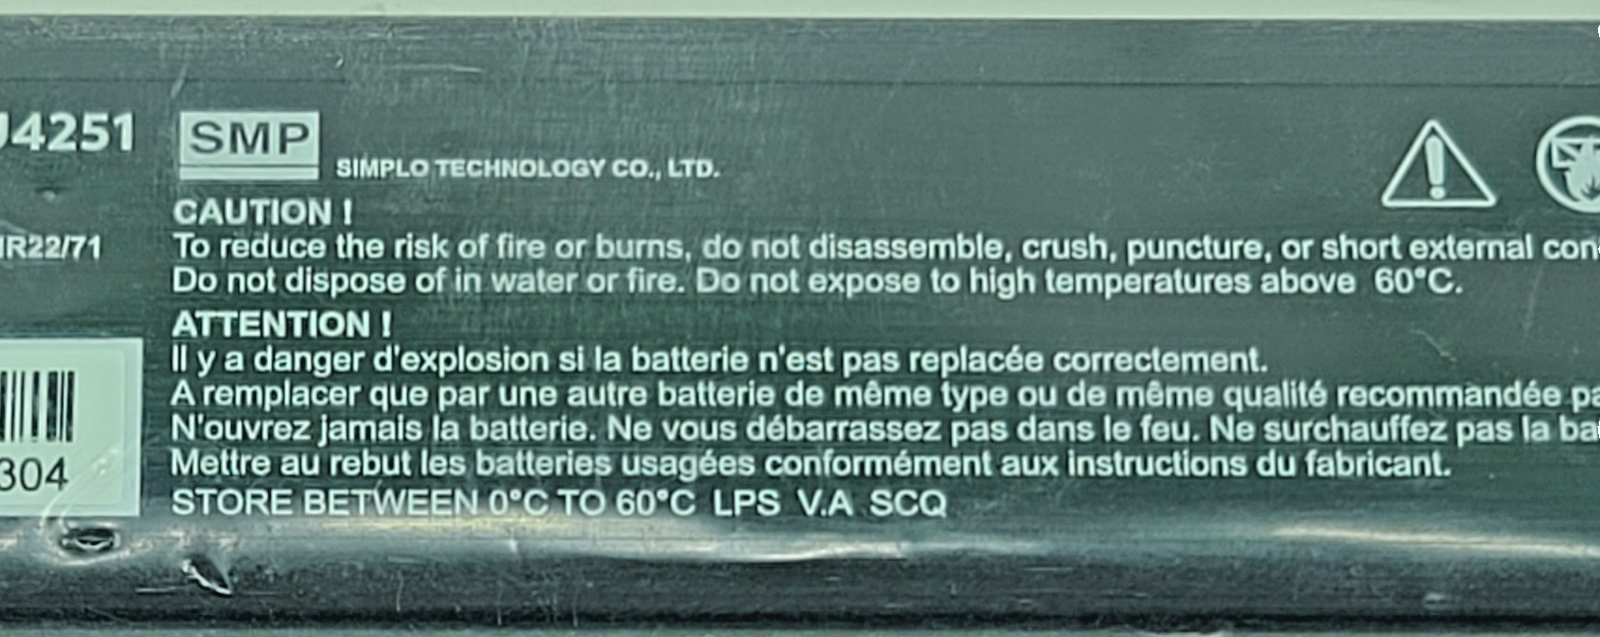 4251
SMP
SIMPLO TECHNOLOGY CO., LTD.
CAUTION !
IR22/71
To reduce the risk of fire or burns, do not disassemble, crush, puncture, or short external
Do not dispose of in water or fire. Do not expose to high temperatures above 60°C.
ATTENTION !
Il y a danger d'explosion si la batterie n'est pas replacée correctement.
A remplacer que par une autre batterie de même type ou de même qualité recommandée
N'ouvrez jamais la batterie. Ne vous débarrassez pas dans le feu. Ne surchauffez pas la
304
Mettre au rebut les batteries usagées conformément aux instructions du fabricant.
STORE BETWEEN 0°C TO 60°C LPS V.A SCQ